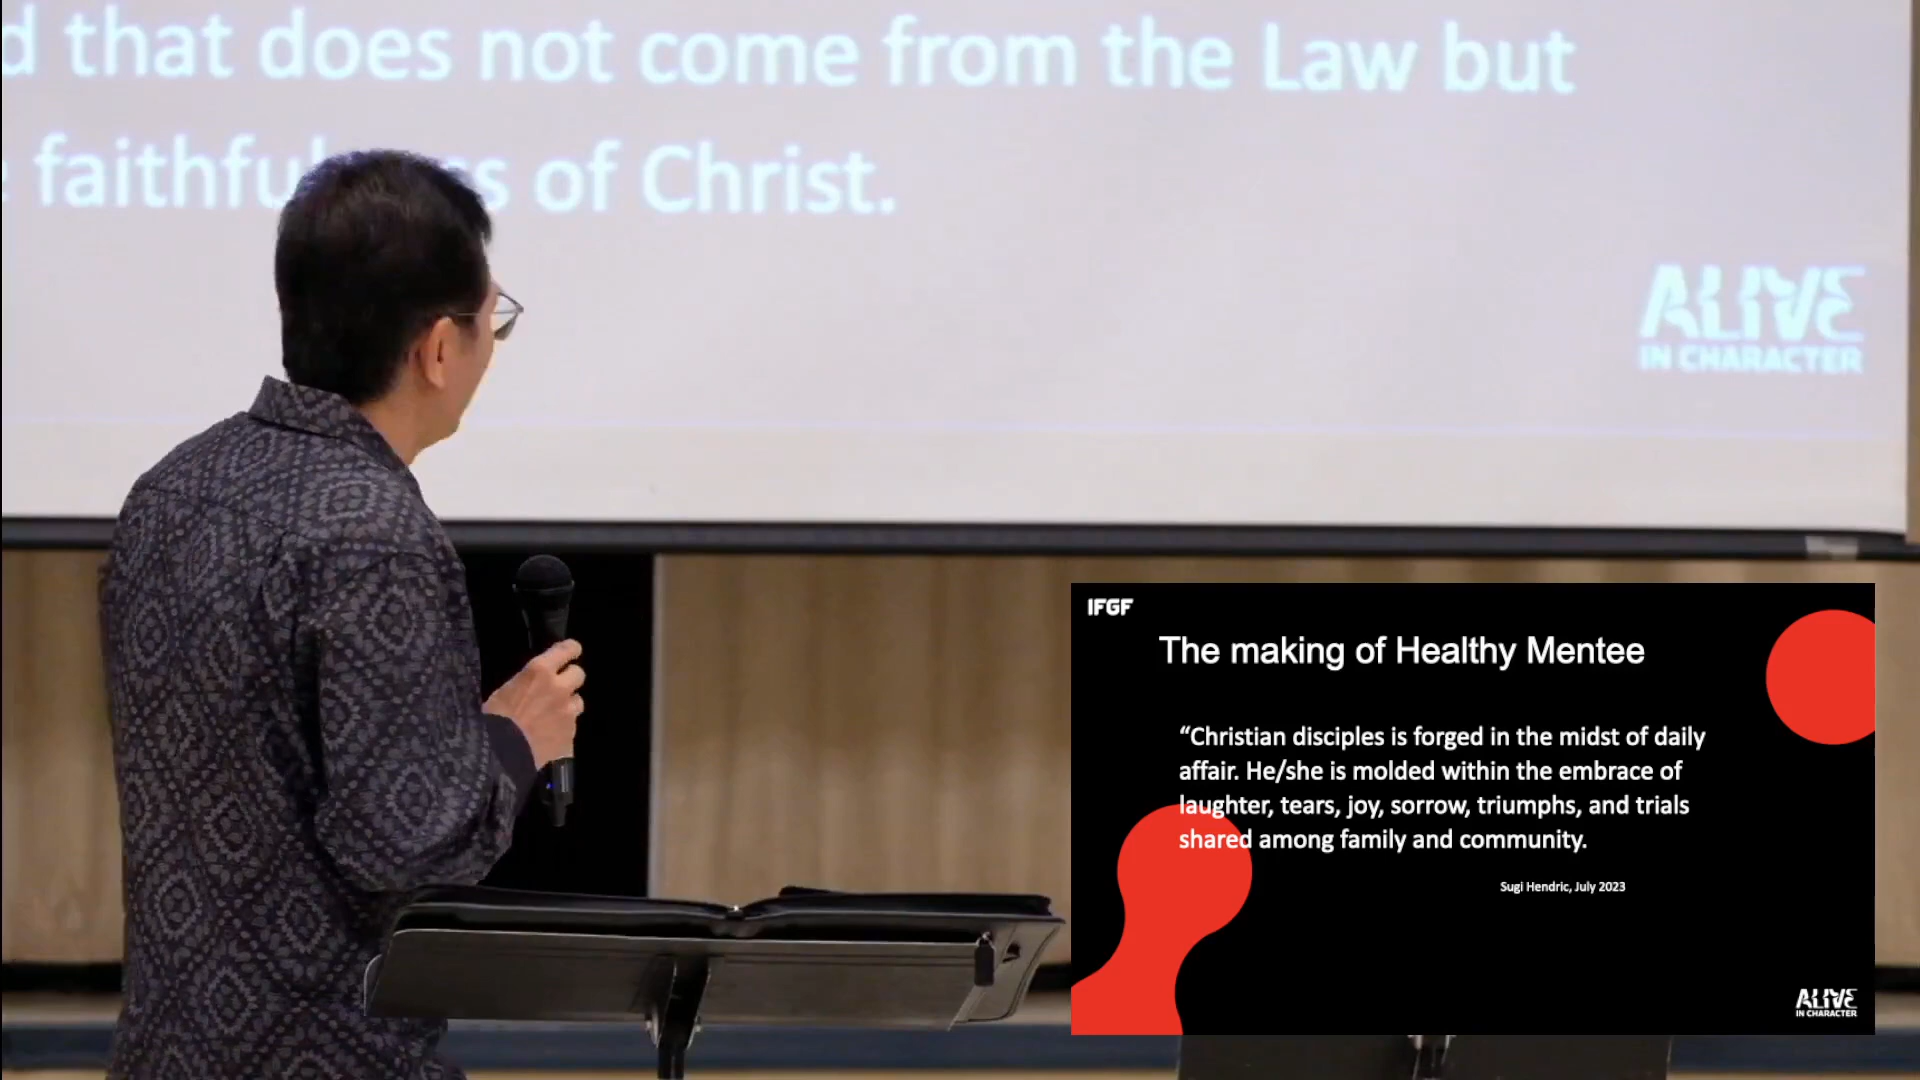 that does not come from the Law but
of Christ.
ALIVE
IN CHARACTER
IFGF
The making of Healthy Mentee
“Christian disciples is forged in the midst of daily
affair. He/she is molded within the embrace of
laughter, tears, joy, sorrow, triumphs, and trials
shared among family and community.
Sugi Hendric, July 2023
ALIVE
IN CHARACTER